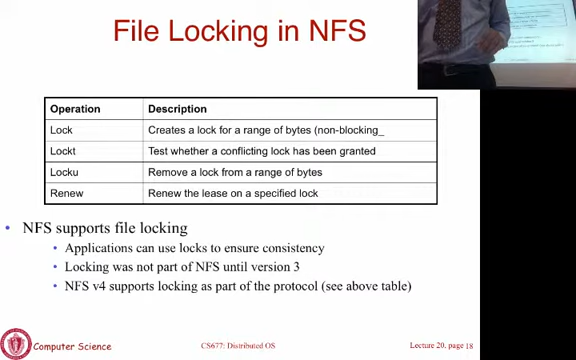 File Locking in NFS
Operation Description
Lock Creates a lock for a range of bytes (non-blocking_
Lockt Test whether a conflicting lock has been granted
Locku Remove a lock from a range of bytes
Renew Renew the lease on a specified lock
• NFS supports file locking
• Applications can use locks to ensure consistency
• Locking was not part of NFS until version 3
• NFS v4 supports locking as part of the protocol (see above table)
Computer Science CS677: Distributed OS Lecture 20, page 18